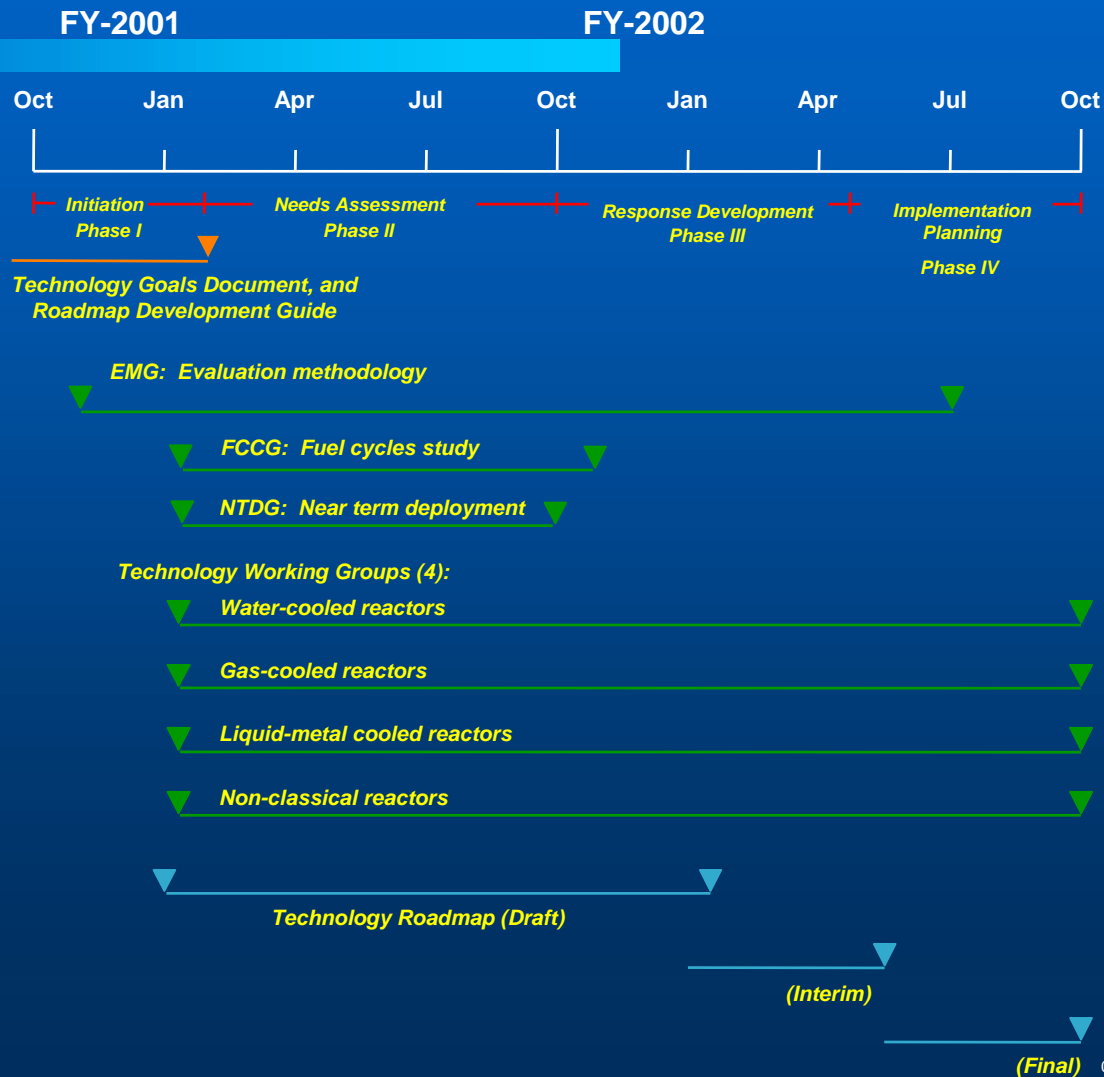 FY-2001 FY-2002
Oct Jan Apr Jul Oct Jan Apr Jul Oct
Initiation Needs Assessment Response Development Implementation
Phase I Phase II Phase III Planning
Phase IV
Technology Goals Document, and
Roadmap Development Guide
EMG: Evaluation methodology
FCCG: Fuel cycles study
NTDG: Near term deployment
Technology Working Groups (4):
Water-cooled reactors
Gas-cooled reactors
Liquid-metal cooled reactors
Non-classical reactors
Technology Roadmap (Draft)
(Interim)
(Final)